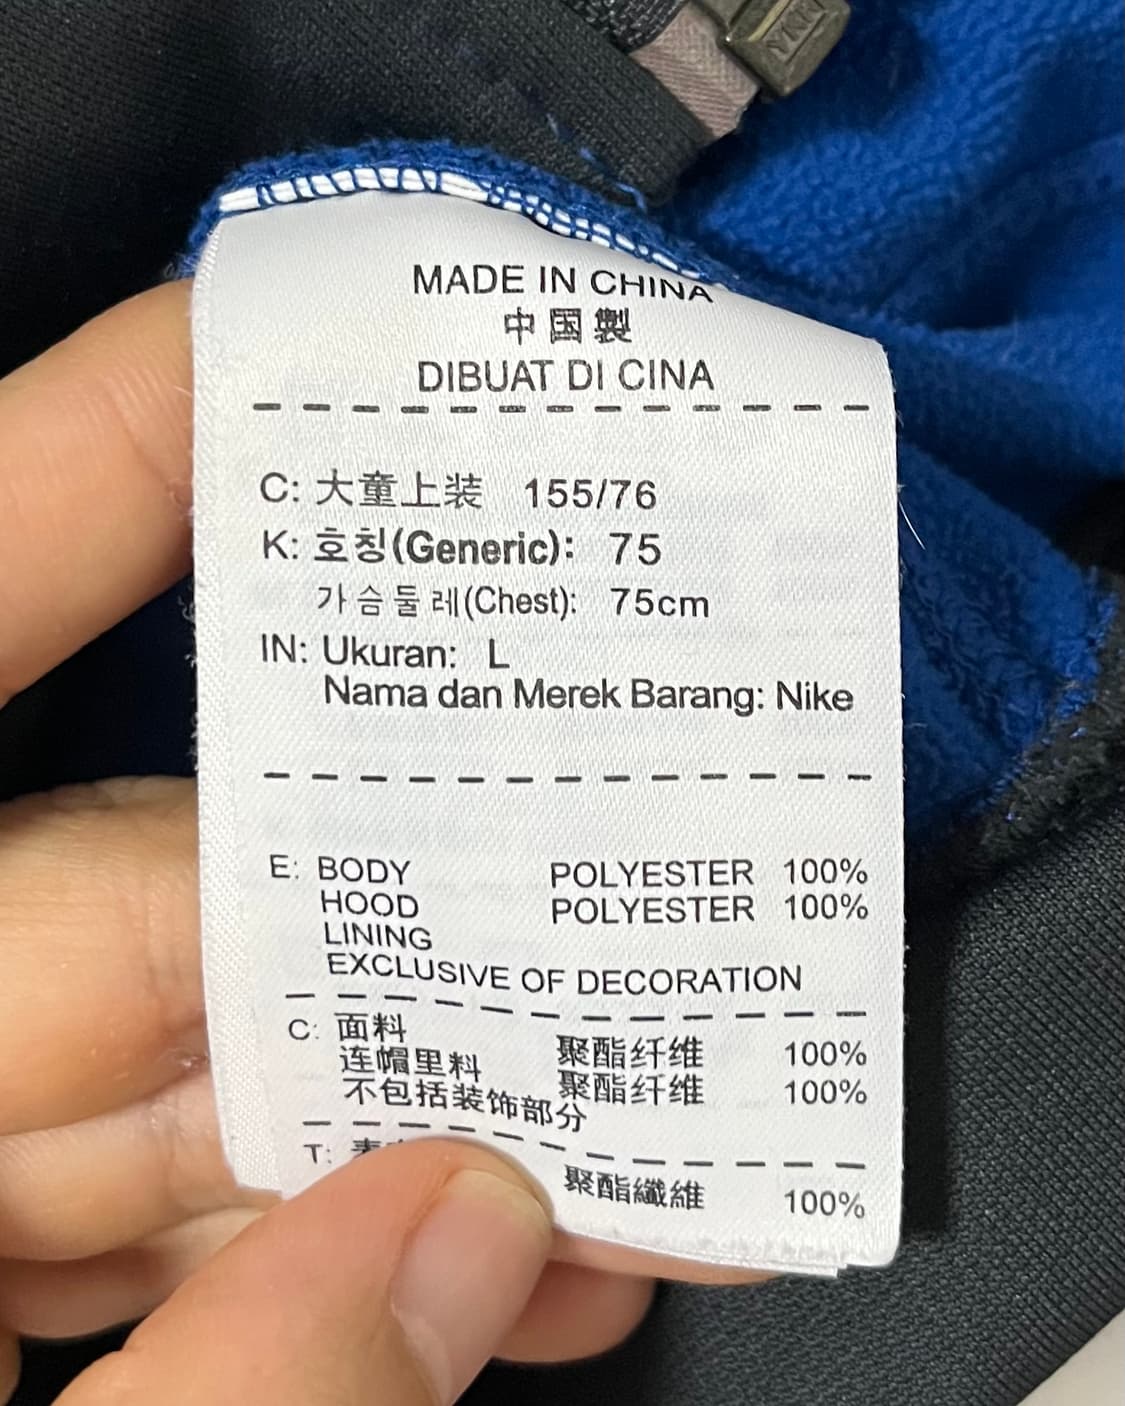 YKK
MADE IN CHINA
中国製
DIBUAT DI CINA
C: 大童上装 155/76
K: 호칭(Generic): 75
가슴둘레(Chest): 75cm
IN: Ukuran: L
Nama dan Merek Barang: Nike
E: BODY POLYESTER 100%
HOOD POLYESTER 100%
LINING
EXCLUSIVE OF DECORATION
C: 面料 聚酯纤维 100%
连帽里料 聚酯纤维 100%
不包括装饰部分
T: 聚酯纖維 100%